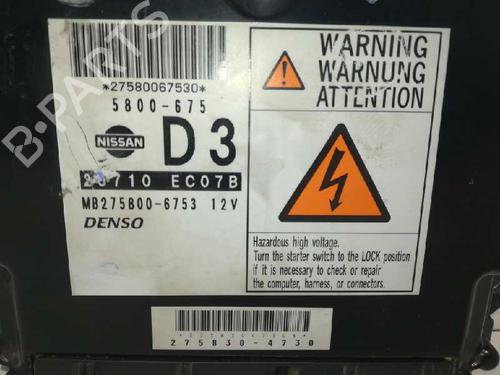 *27580067530*
5800-675
NISSAN
D3
23710 EC07B
MB275800-6753 12V
DENSO
WARNING
WARNUNG
ATTENTION
Hazardous high voltage.
Turn the starter switch to the LOCK position
if it is necessary to check or repair
the computer, harness, or connectors.
275830-4730
B-PARTS